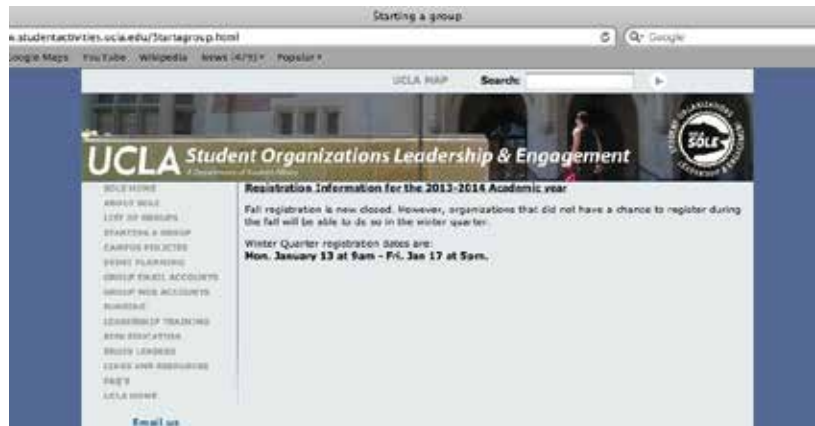 Starting a group
w.studentactivities.ucla.edu/Startagroup.html
Google
Google Maps YouTube Wikipedia News (479) Popular
UCLA MAP Search:
UCLA Student Organizations Leadership & Engagement
SOLE
SOLE HOME
ABOUT SOLE
LIST OF GROUPS
STARTING A GROUP
CAMPUS POLICIES
EVENT PLANNING
GROUP EMAIL ACCOUNTS
GROUP WEB ACCOUNTS
FUNDING
LEADERSHIP TRAINING
BRUIN LEADERS
LINKS AND RESOURCES
FAQ'S
UCLA HOME
Email us
Registration Information for the 2013-2014 Academic year
Fall registration is now closed. However, organizations that did not have a chance to register during
the fall will be able to do so in the winter quarter.
Winter Quarter registration dates are:
Mon. January 13 at 9am - Fri. Jan 17 at 5pm.